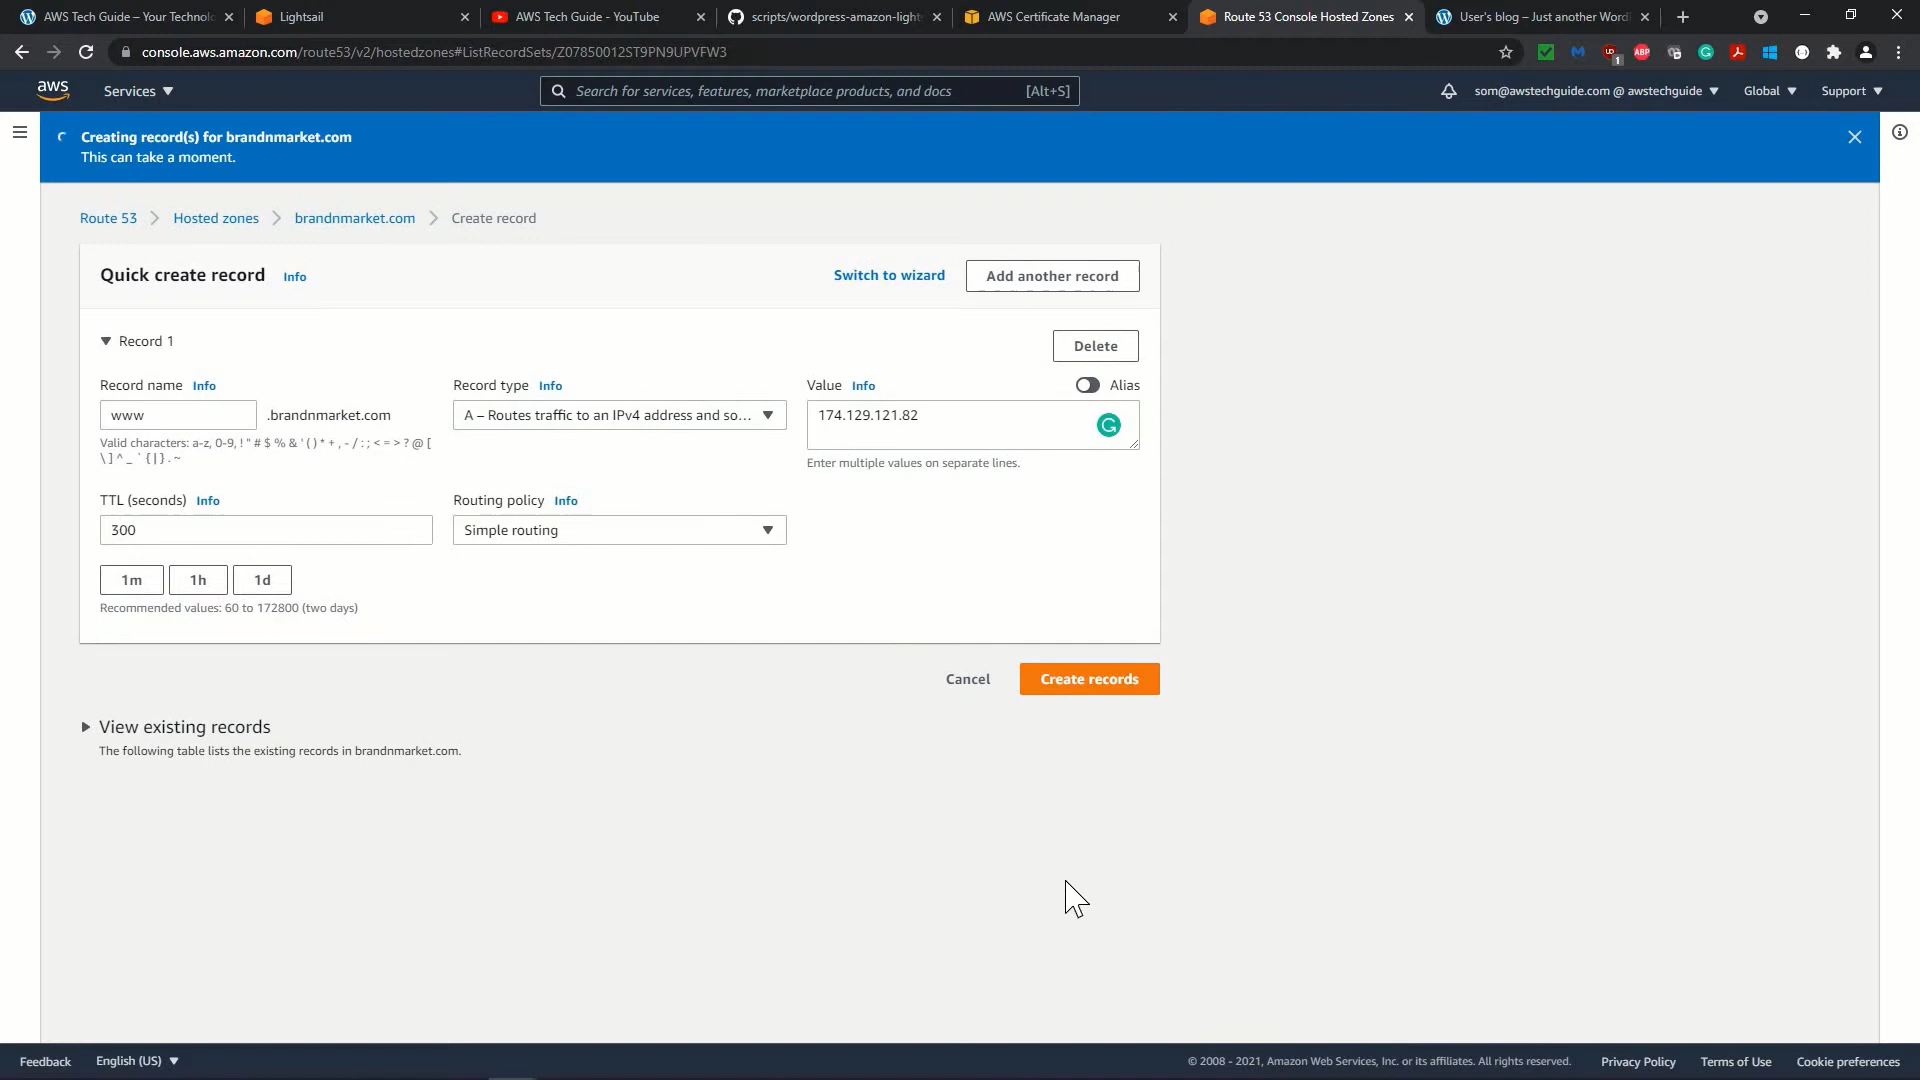 AWS Tech Guide – Your Technolo
Lightsail
AWS Tech Guide - YouTube
scripts/wordpress-amazon-light
AWS Certificate Manager
Route 53 Console Hosted Zones
User's blog – Just another Word
console.aws.amazon.com/route53/v2/hostedzones#ListRecordSets/Z07850012ST9PN9UPVFW3
aws
Services
Search for services, features, marketplace products, and docs
[Alt+S]
som@awstechguide.com @ awstechguide
Global
Support
Creating record(s) for brandnmarket.com
This can take a moment.
Route 53
Hosted zones
brandnmarket.com
Create record
Quick create record
Info
Switch to wizard
Add another record
Record 1
Delete
Record name Info
Record type Info
Value Info
Alias
www
.brandnmarket.com
A – Routes traffic to an IPv4 address and so...
174.129.121.82
Valid characters: a-z, 0-9, ! " # $ % & ' ( ) * + , - / : ; < = > ? @ [
\ ] ^ _ ` { | } . ~
Enter multiple values on separate lines.
TTL (seconds) Info
Routing policy Info
300
Simple routing
1m
1h
1d
Recommended values: 60 to 172800 (two days)
Cancel
Create records
View existing records
The following table lists the existing records in brandnmarket.com.
Feedback
English (US)
© 2008 - 2021, Amazon Web Services, Inc. or its affiliates. All rights reserved.
Privacy Policy
Terms of Use
Cookie preferences